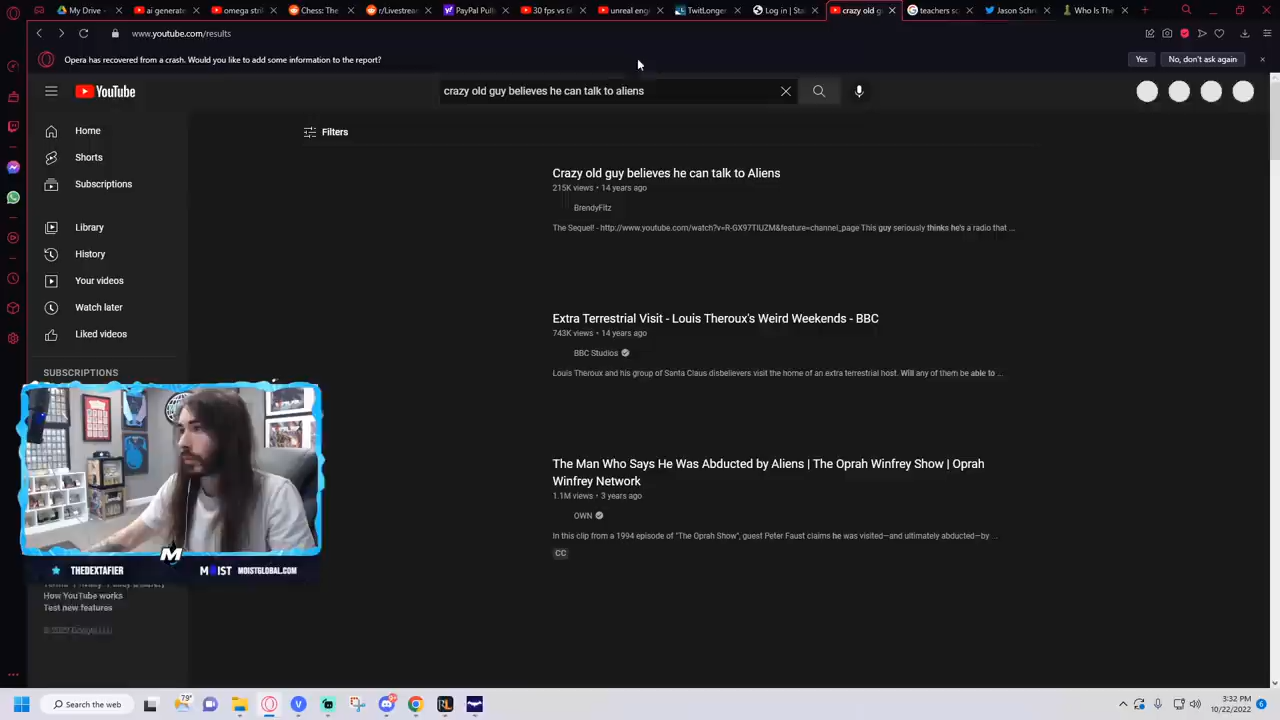 My Drive -
ai generate
omega strik
Chess: The
r/Livestrea
PayPal Pull
30 fps vs 6
unreal eng
TwitLonger
Log in | Sta
crazy old g
teachers s
Jason Schre
Who Is The
www.youtube.com/results
Opera has recovered from a crash. Would you like to add some information to the report?
Yes
No, don't ask again
YouTube
crazy old guy believes he can talk to aliens
Home
Shorts
Subscriptions
Library
History
Your videos
Watch later
Liked videos
SUBSCRIPTIONS
Filters
Crazy old guy believes he can talk to Aliens
215K views • 14 years ago
BrendyFitz
The Sequel! - http://www.youtube.com/watch?v=R-GX97TIUZM&feature=channel_page This guy seriously thinks he's a radio that ...
Extra Terrestrial Visit - Louis Theroux's Weird Weekends - BBC
743K views • 14 years ago
BBC Studios
Louis Theroux and his group of Santa Claus disbelievers visit the home of an extra terrestrial host. Will any of them be able to ...
The Man Who Says He Was Abducted by Aliens | The Oprah Winfrey Show | Oprah
Winfrey Network
1.1M views • 3 years ago
OWN
In this clip from a 1994 episode of "The Oprah Show", guest Peter Faust claims he was visited—and ultimately abducted—by ...
CC
M
THEDEXTAFIER
MOIST
MOISTGLOBAL.COM
How YouTube works
Test new features
Search the web
79°
3:32 PM
10/22/2022
6